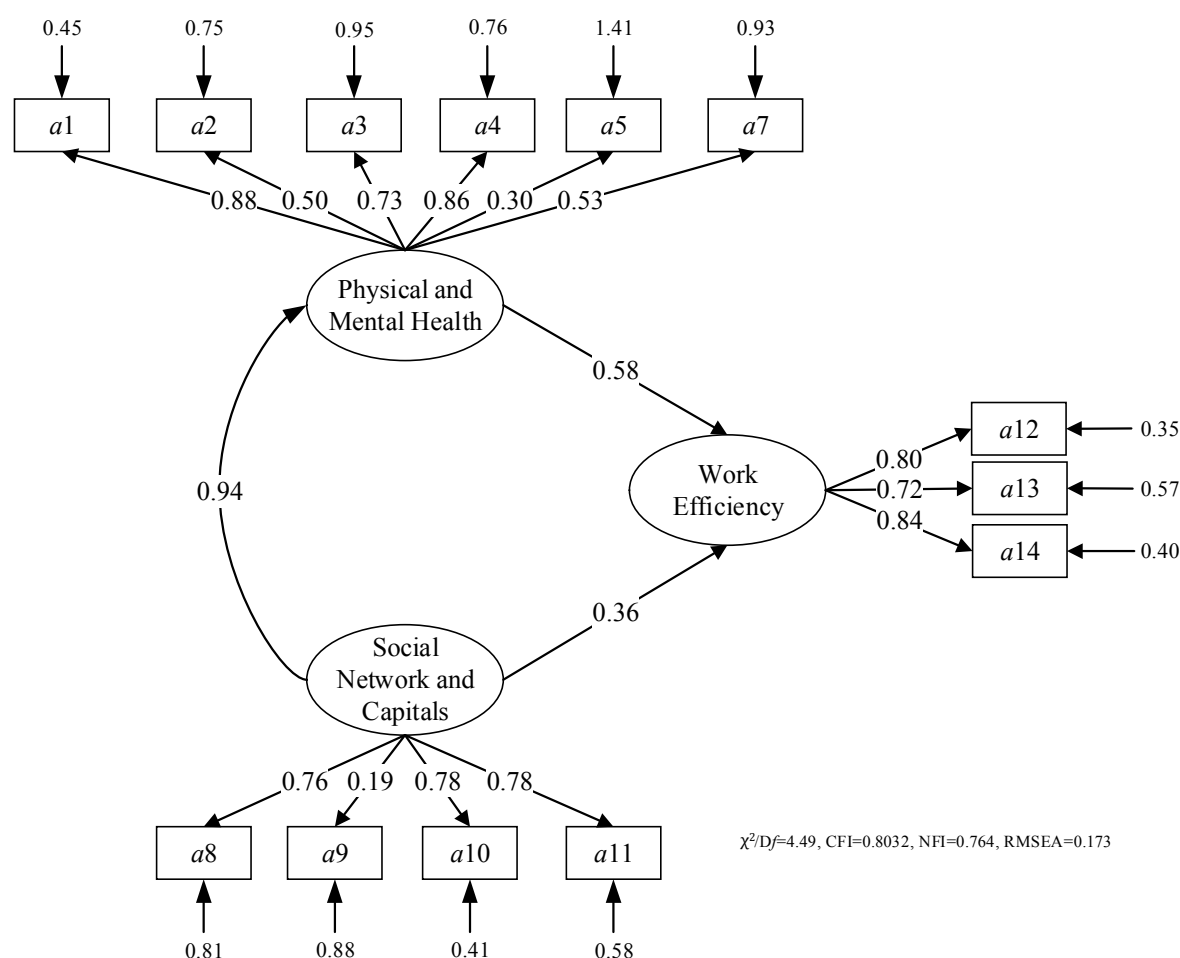 0.45 0.75 0.95 0.76 1.41 0.93
a1 a2 a3 a4 a5 a7
0.88 0.50 0.73 0.86 0.30 0.53
Physical and
Mental Health
0.58
0.94
Work
Efficiency
0.80
0.72
0.84
a12 0.35
a13 0.57
a14 0.40
0.36
Social
Network and
Capitals
0.76 0.19 0.78 0.78
a8 a9 a10 a11
0.81 0.88 0.41 0.58
χ²/Df=4.49, CFI=0.8032, NFI=0.764, RMSEA=0.173